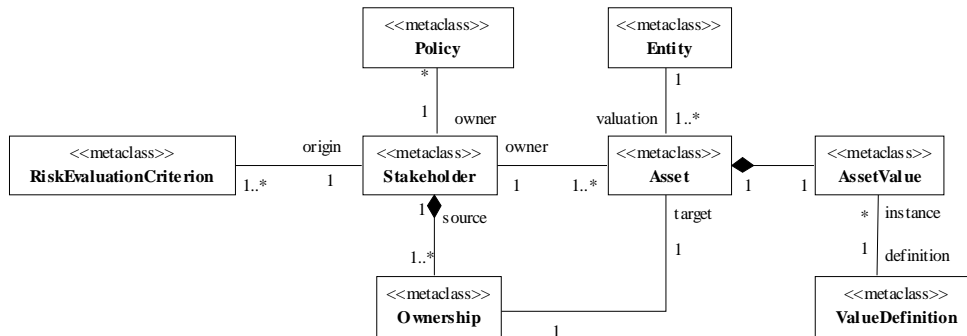 <<metaclass>>
Policy
<<metaclass>>
Entity
*
1
1
owner
valuation
1..*
<<metaclass>>
RiskEvaluationCriterion
origin
1..*
1
<<metaclass>>
Stakeholder
owner
1
1..*
<<metaclass>>
Asset
1
1
<<metaclass>>
AssetValue
1
source
target
*
instance
1..*
1
1
definition
<<metaclass>>
Ownership
1
<<metaclass>>
ValueDefinition